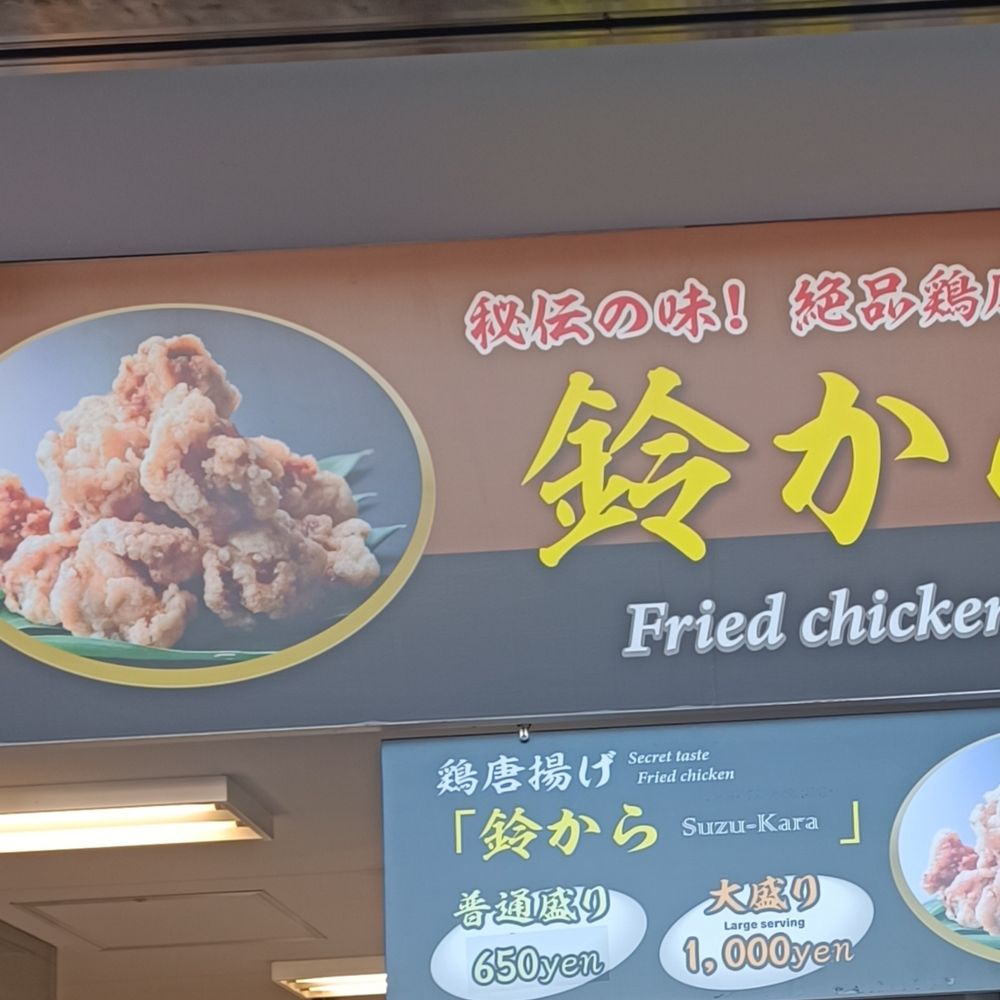 秘伝の味! 絶品鶏
鈴か
Fried chicken
鶏唐揚げ
Secret taste
Fried chicken
「鈴から Suzu-Kara 」
普通盛り
650yen
大盛り
Large serving
1,000yen